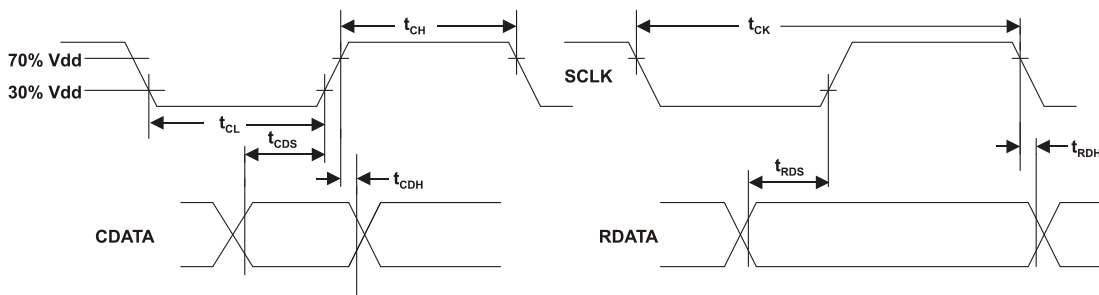 tCH
tCK
70% Vdd
SCLK
30% Vdd
tCL
tCDS
tRDH
tRDS
tCDH
CDATA
RDATA